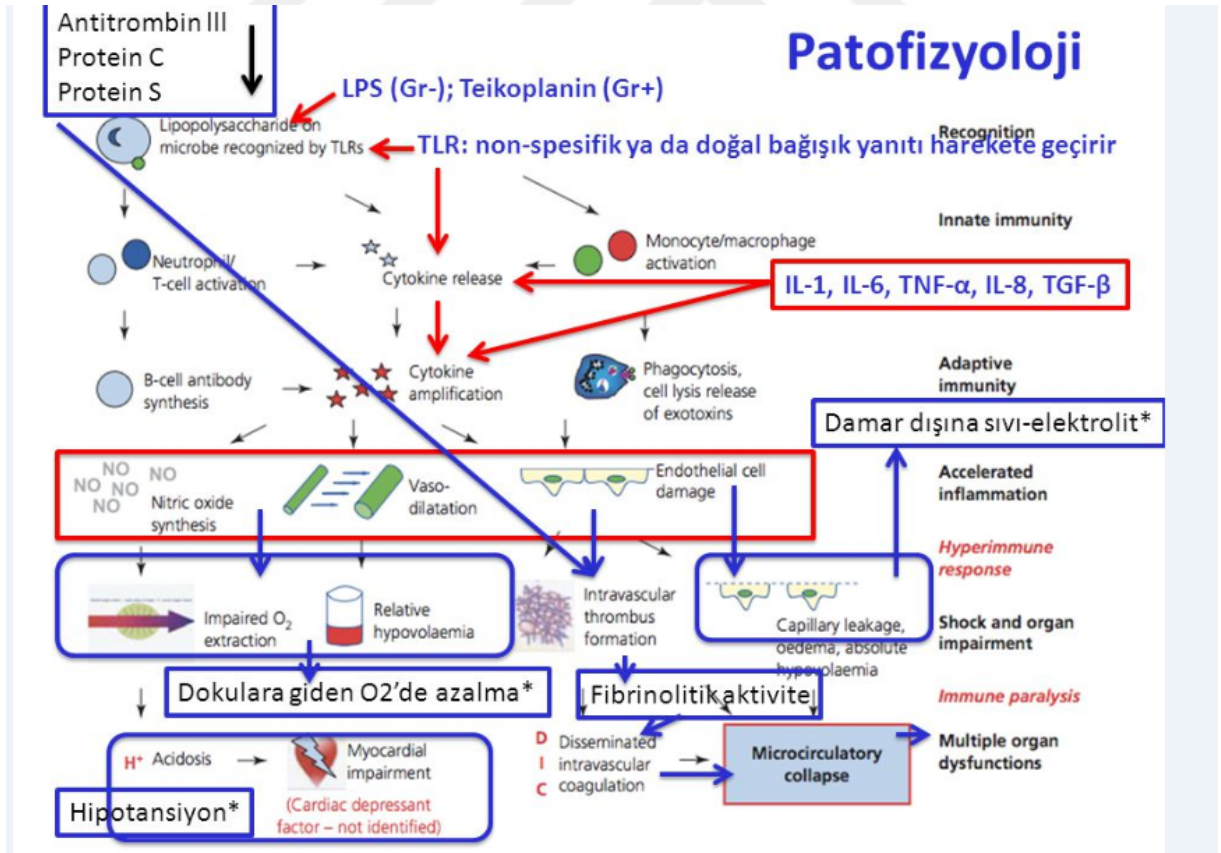 Antitrombin III
Protein C
Protein S
Patofizyoloji
LPS (Gr-); Teikoplanin (Gr+)
Lipopolysaccharide on
microbe recognized by TLRs
TLR: non-spesifik ya da doğal bağışık yanıtı harekete geçirir
Recognition
Innate immunity
Neutrophil/
T-cell activation
Cytokine release
Monocyte/macrophage
activation
IL-1, IL-6, TNF-α, IL-8, TGF-β
B-cell antibody
synthesis
Cytokine
amplification
Phagocytosis,
cell lysis release
of exotoxins
Adaptive
immunity
Damar dışına sıvı-elektrolit*
NO NO
NO NO
NO
Nitric oxide
synthesis
Vaso-
dilatation
Endothelial cell
damage
Accelerated
inflammation
Hyperimmune
response
Impaired O₂
extraction
Relative
hypovolaemia
Intravascular
thrombus
formation
Capillary leakage,
oedema, absolute
hypovolaemia
Shock and organ
impairment
Dokulara giden O2'de azalma*
Fibrinolitik aktivite
Immune paralysis
H⁺ Acidosis
Myocardial
impairment
(Cardiac depressant
factor – not identified)
Hipotansiyon*
D Disseminated
I intravascular
C coagulation
Microcirculatory
collapse
Multiple organ
dysfunctions